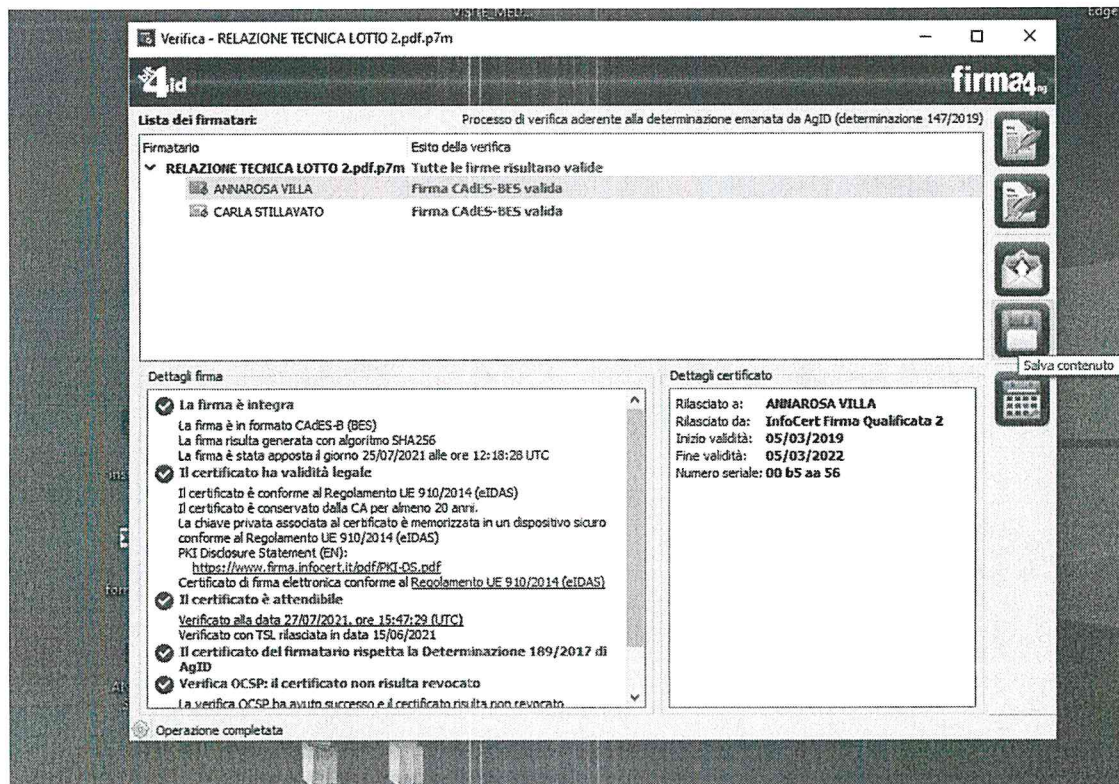 Edge
Verifica - RELAZIONE TECNICA LOTTO 2.pdf.p7m
4id
firma4ng
Lista dei firmatari:
Processo di verifica aderente alla determinazione emanata da AgID (determinazione 147/2019)
Firmatario Esito della verifica
RELAZIONE TECNICA LOTTO 2.pdf.p7m Tutte le firme risultano valide
ANNAROSA VILLA Firma CAdES-BES valida
CARLA STILLAVATO Firma CAdES-BES valida
Salva contenuto
Dettagli firma
La firma è integra
La firma è in formato CAdES-B (BES)
La firma risulta generata con algoritmo SHA256
La firma è stata apposta il giorno 25/07/2021 alle ore 12:18:28 UTC
Il certificato ha validità legale
Il certificato è conforme al Regolamento UE 910/2014 (eIDAS)
Il certificato è conservato dalla CA per almeno 20 anni.
La chiave privata associata al certificato è memorizzata in un dispositivo sicuro
conforme al Regolamento UE 910/2014 (eIDAS)
PKI Disclosure Statement (EN):
https://www.firma.infocert.it/pdf/PKI-DS.pdf
Certificato di firma elettronica conforme al Regolamento UE 910/2014 (eIDAS)
Il certificato è attendibile
Verificato alla data 27/07/2021, ore 15:47:29 (UTC)
Verificato con TSL rilasciata in data 15/06/2021
Il certificato del firmatario rispetta la Determinazione 189/2017 di
AgID
Verifica OCSP: il certificato non risulta revocato
La verifica OCSP ha avuto successo e il certificato risulta non revocato
Dettagli certificato
Rilasciato a: ANNAROSA VILLA
Rilasciato da: InfoCert Firma Qualificata 2
Inizio validità: 05/03/2019
Fine validità: 05/03/2022
Numero seriale: 00 b5 aa 56
Operazione completata